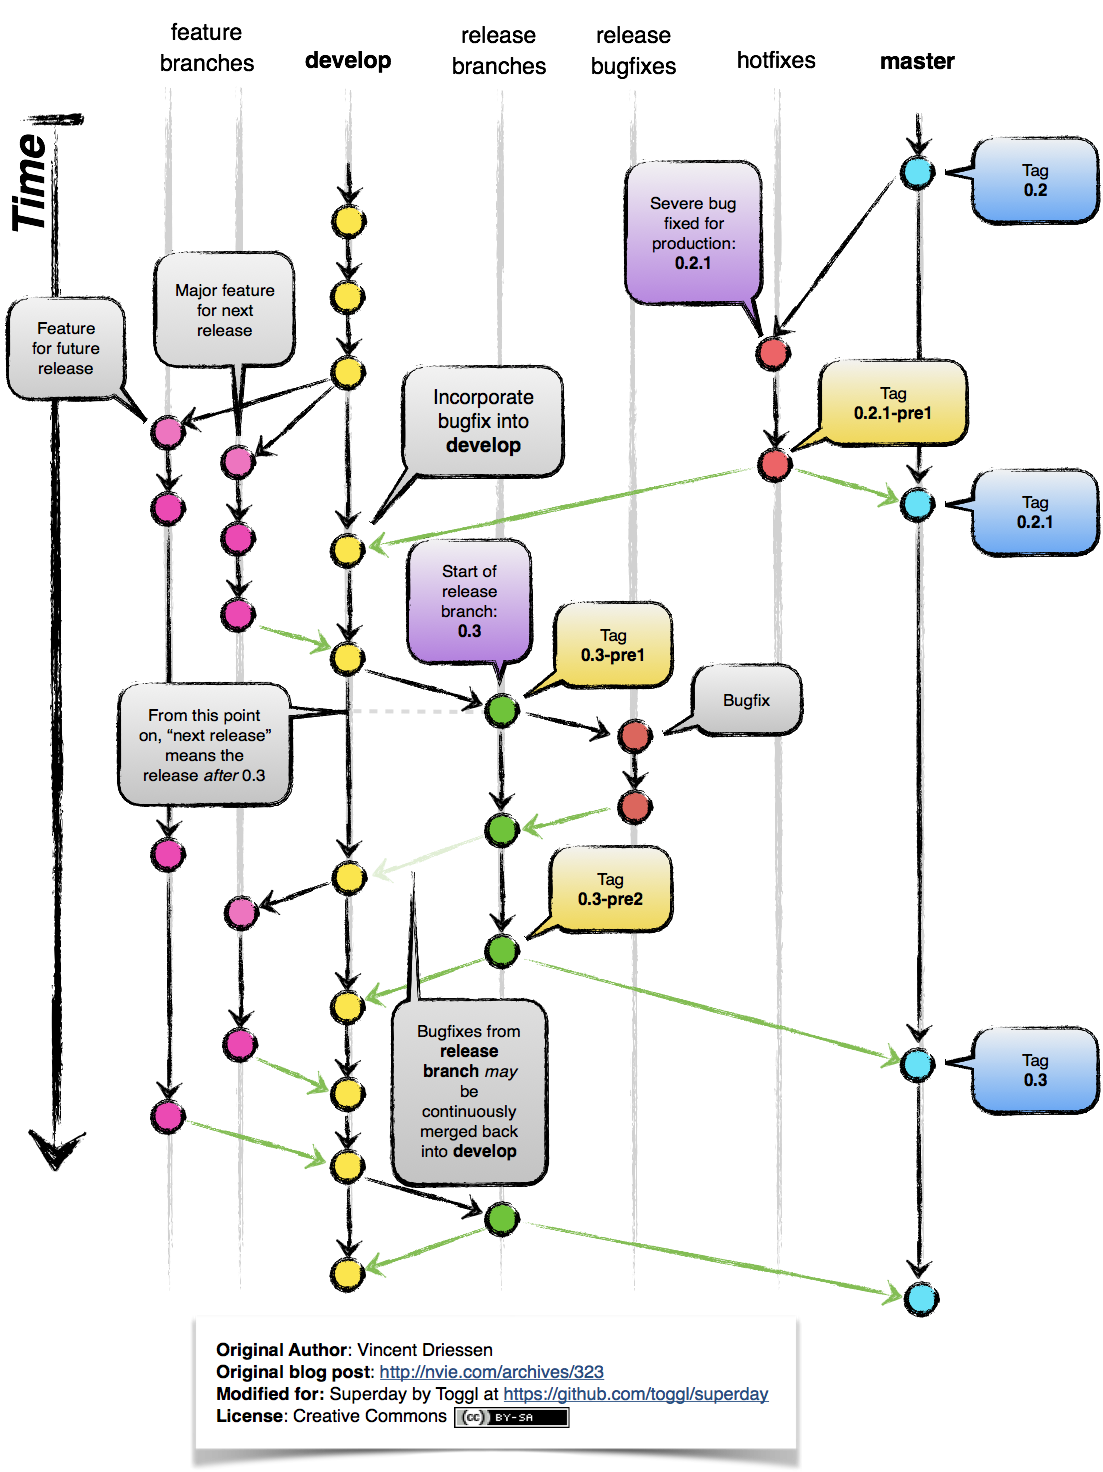 feature
branches
develop
release
branches
release
bugfixes
hotfixes
master
Time
Tag
0.2
Severe bug
fixed for
production:
0.2.1
Major feature
for next
release
Feature
for future
release
Incorporate
bugfix into
develop
Tag
0.2.1-pre1
Tag
0.2.1
Start of
release
branch:
0.3
Tag
0.3-pre1
Bugfix
From this point
on, “next release”
means the
release after 0.3
Tag
0.3-pre2
Bugfixes from
release
branch may
be
continuously
merged back
into develop
Tag
0.3
Original Author: Vincent Driessen
Original blog post: http://nvie.com/archives/323
Modified for: Superday by Toggl at https://github.com/toggl/superday
License: Creative Commons (cc) BY-SA